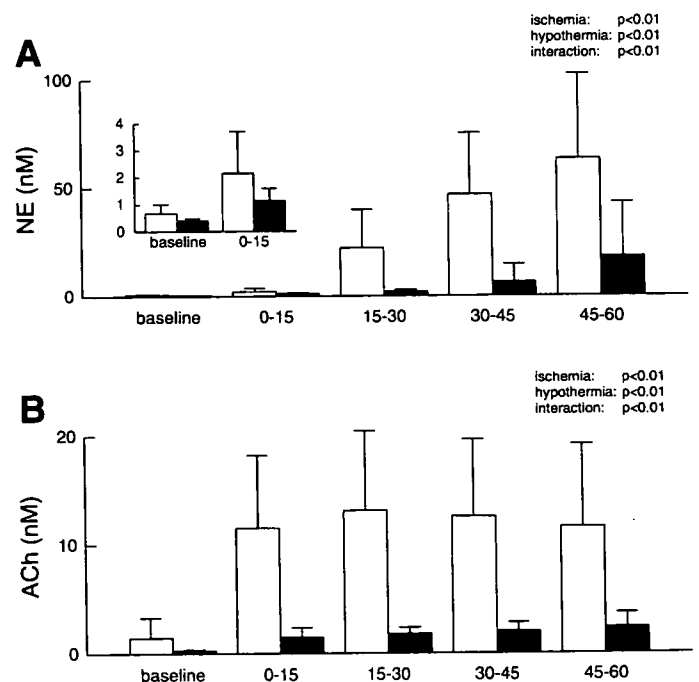 A
ischemia: p<0.01
hypothermia: p<0.01
interaction: p<0.01
NE (nM)
100
50
0
4
3
2
1
0
baseline 0-15
baseline 0-15 15-30 30-45 45-60
B
ischemia: p<0.01
hypothermia: p<0.01
interaction: p<0.01
ACh (nM)
20
10
0
baseline 0-15 15-30 30-45 45-60